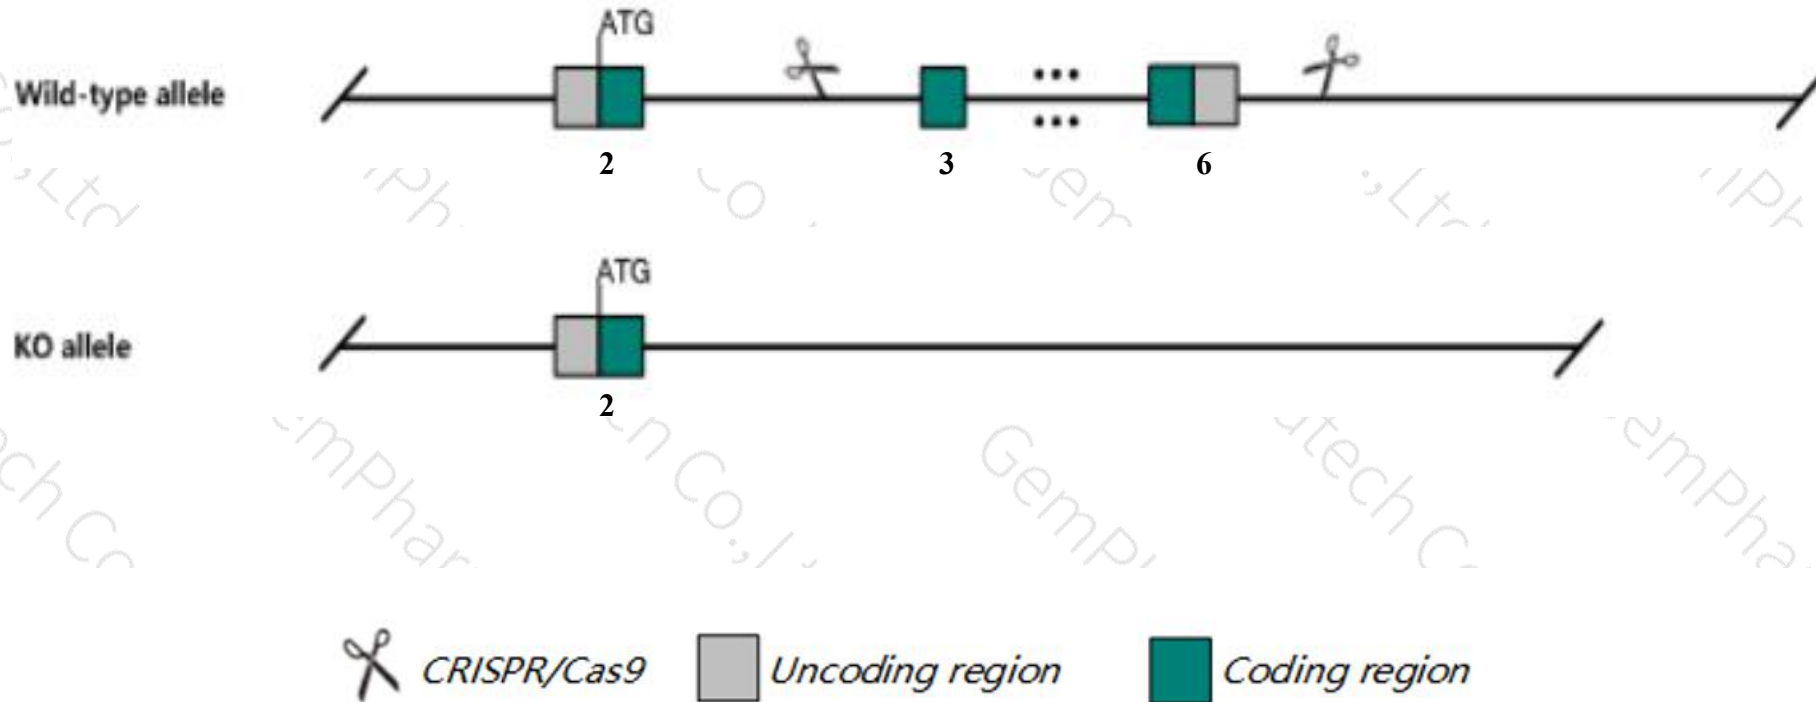 ATG
Wild-type allele
2 3 6
ATG
KO allele
2
CRISPR/Cas9 Uncoding region Coding region